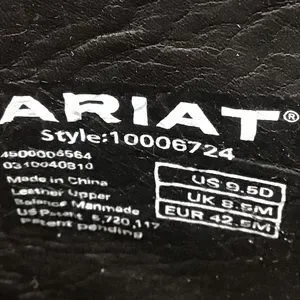 ARIAT®
Style:10006724
4500006564
0310040810
Made in China
Leather Upper
Balance Manmade
US Patent 6,720,117
Patent pending
US 9.5D
UK 8.5M
EUR 42.5M